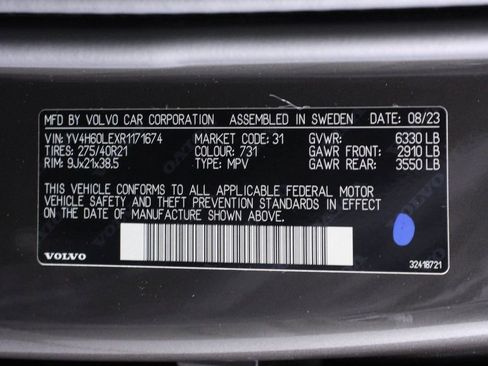 MFD BY VOLVO CAR CORPORATION ASSEMBLED IN SWEDEN DATE: 08/23
VIN: YV4H60LEXR1171674 MARKET CODE: 31 GVWR: 6330 LB
TIRES: 275/40R21 COLOUR: 731 GAWR FRONT: 2910 LB
RIM: 9Jx21x38.5 TYPE: MPV GAWR REAR: 3550 LB
THIS VEHICLE CONFORMS TO ALL APPLICABLE FEDERAL MOTOR
VEHICLE SAFETY AND THEFT PREVENTION STANDARDS IN EFFECT
ON THE DATE OF MANUFACTURE SHOWN ABOVE.
VOLVO 32418721